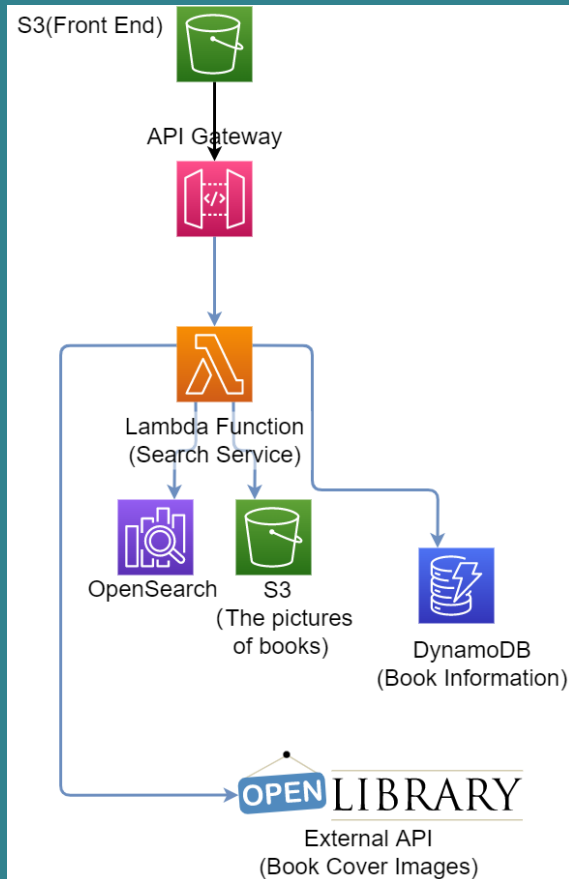 S3(Front End)
API Gateway
</>
Lambda Function
(Search Service)
OpenSearch
S3
(The pictures
of books)
DynamoDB
(Book Information)
OPEN LIBRARY
External API
(Book Cover Images)